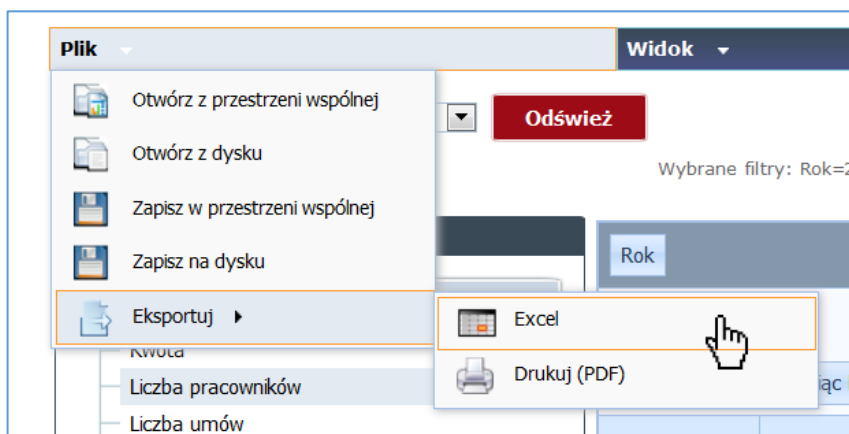 Plik
Widok
Otwórz z przestrzeni wspólnej
Odśwież
Otwórz z dysku
Wybrane filtry: Rok=2
Zapisz w przestrzeni wspólnej
Zapisz na dysku
Rok
Eksportuj
Excel
Kwota
Drukuj (PDF)
Liczba pracowników
Liczba umów